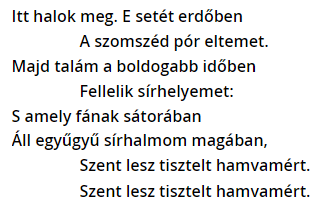 Itt halok meg. E setét erdőben
A szomszéd pór eltemet.
Majd talám a boldogabb időben
Fellelik sírhelyemet:
S amely fának sátorában
Áll egyűgyű sírhalmom magában,
Szent lesz tisztelt hamvamért.
Szent lesz tisztelt hamvamért.